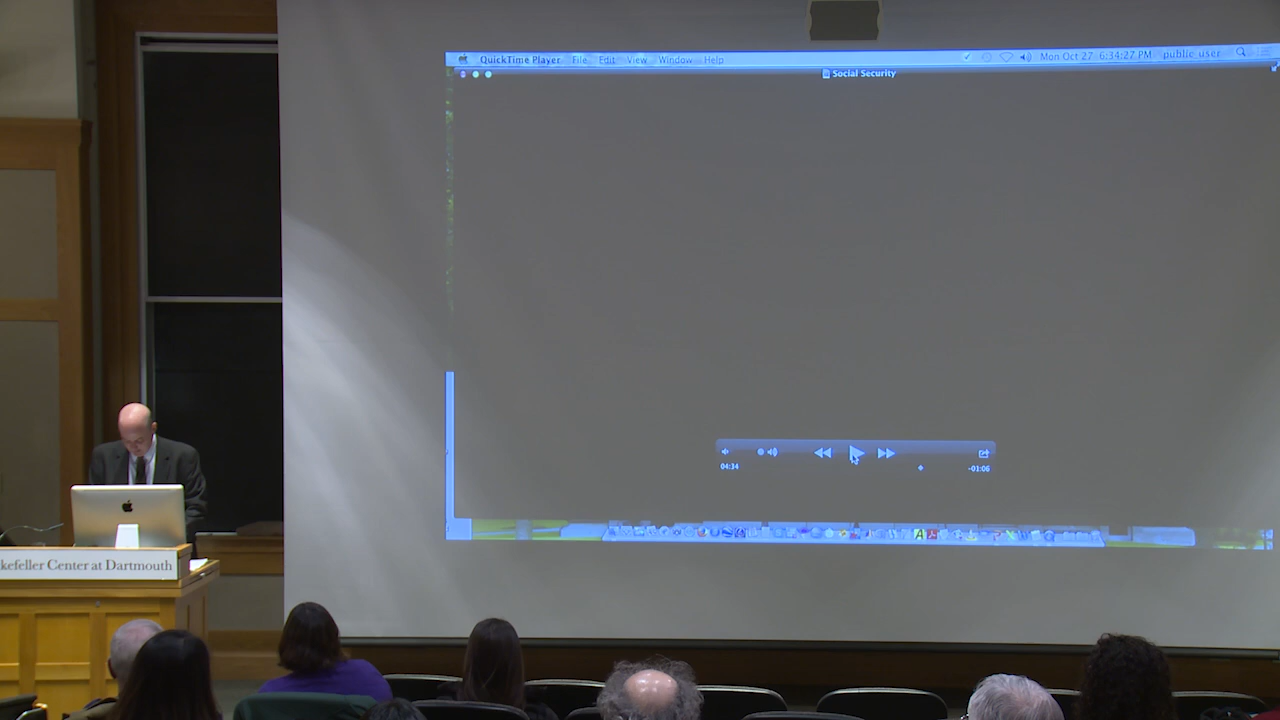 QuickTime Player File Edit View Window Help Mon Oct 27 6:34:27 PM public user
Social Security
04:34 -01:06
kefeller Center at Dartmouth